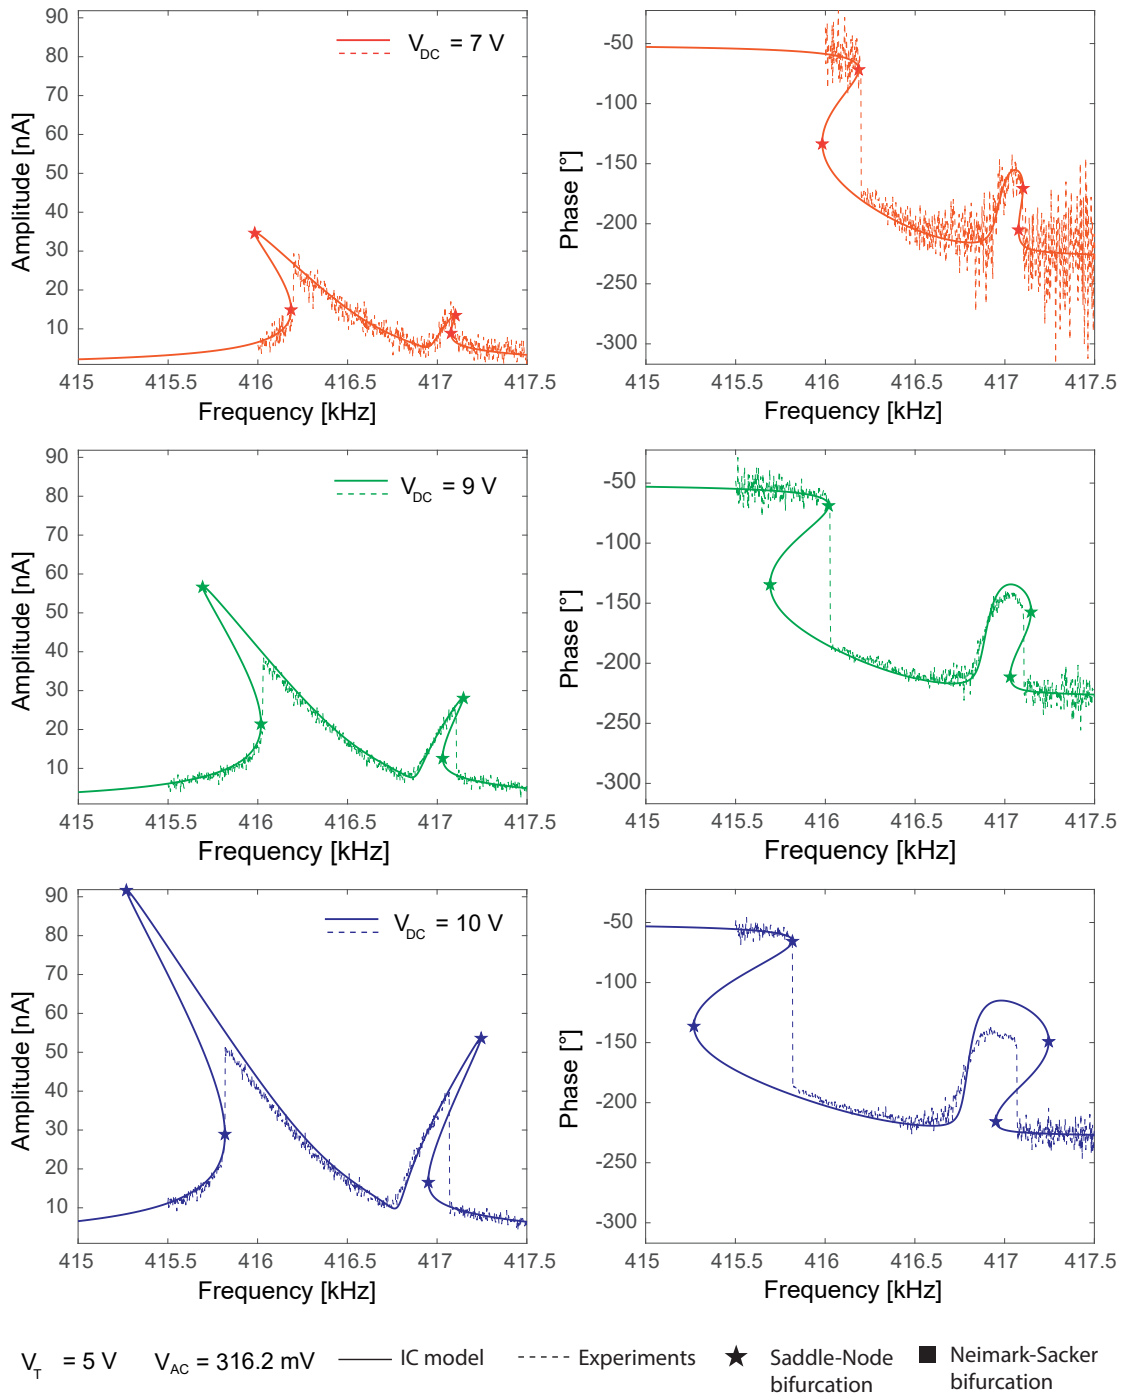 90
80
70
60
50
40
30
20
10
Amplitude [nA]
V_DC = 7 V
415 415.5 416 416.5 417 417.5
Frequency [kHz]
-50
-100
-150
-200
-250
-300
Phase [°]
415 415.5 416 416.5 417 417.5
Frequency [kHz]
90
80
70
60
50
40
30
20
10
Amplitude [nA]
V_DC = 9 V
415 415.5 416 416.5 417 417.5
Frequency [kHz]
-50
-100
-150
-200
-250
-300
Phase [°]
415 415.5 416 416.5 417 417.5
Frequency [kHz]
90
80
70
60
50
40
30
20
10
Amplitude [nA]
V_DC = 10 V
415 415.5 416 416.5 417 417.5
Frequency [kHz]
-50
-100
-150
-200
-250
-300
Phase [°]
415 415.5 416 416.5 417 417.5
Frequency [kHz]
V_T = 5 V V_AC = 316.2 mV IC model Experiments Saddle-Node bifurcation Neimark-Sacker bifurcation